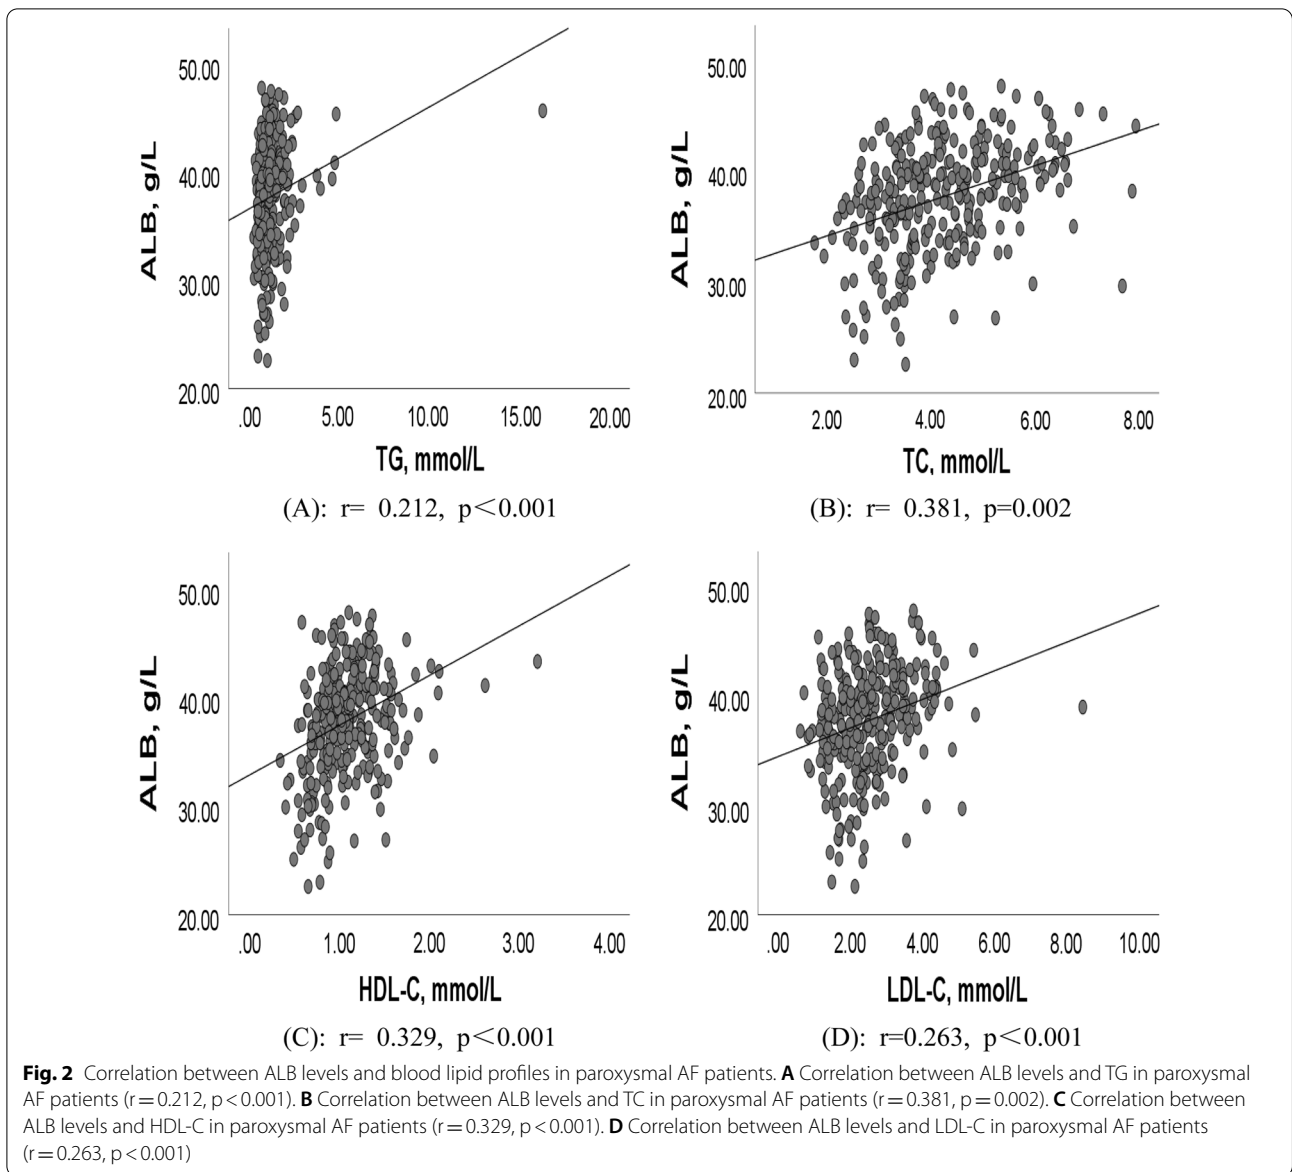 50.00
40.00
30.00
20.00
ALB, g/L
.00 5.00 10.00 15.00 20.00
TG, mmol/L
(A): r= 0.212, p<0.001
50.00
40.00
30.00
20.00
ALB, g/L
2.00 4.00 6.00 8.00
TC, mmol/L
(B): r= 0.381, p=0.002
50.00
40.00
30.00
20.00
ALB, g/L
.00 1.00 2.00 3.00 4.00
HDL-C, mmol/L
(C): r= 0.329, p<0.001
50.00
40.00
30.00
20.00
ALB, g/L
.00 2.00 4.00 6.00 8.00 10.00
LDL-C, mmol/L
(D): r=0.263, p<0.001
Fig. 2 Correlation between ALB levels and blood lipid profiles in paroxysmal AF patients. A Correlation between ALB levels and TG in paroxysmal
AF patients (r = 0.212, p < 0.001). B Correlation between ALB levels and TC in paroxysmal AF patients (r = 0.381, p = 0.002). C Correlation between
ALB levels and HDL-C in paroxysmal AF patients (r = 0.329, p < 0.001). D Correlation between ALB levels and LDL-C in paroxysmal AF patients
(r = 0.263, p < 0.001)